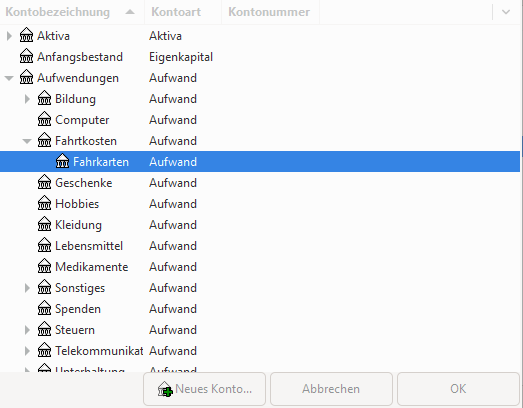 Kontobezeichnung Kontoart Kontonummer
Aktiva Aktiva
Anfangsbestand Eigenkapital
Aufwendungen Aufwand
Bildung Aufwand
Computer Aufwand
Fahrtkosten Aufwand
Fahrkarten Aufwand
Geschenke Aufwand
Hobbies Aufwand
Kleidung Aufwand
Lebensmittel Aufwand
Medikamente Aufwand
Sonstiges Aufwand
Spenden Aufwand
Steuern Aufwand
Telekommunikat Aufwand
Unterhaltung Aufwand
Neues Konto... Abbrechen OK